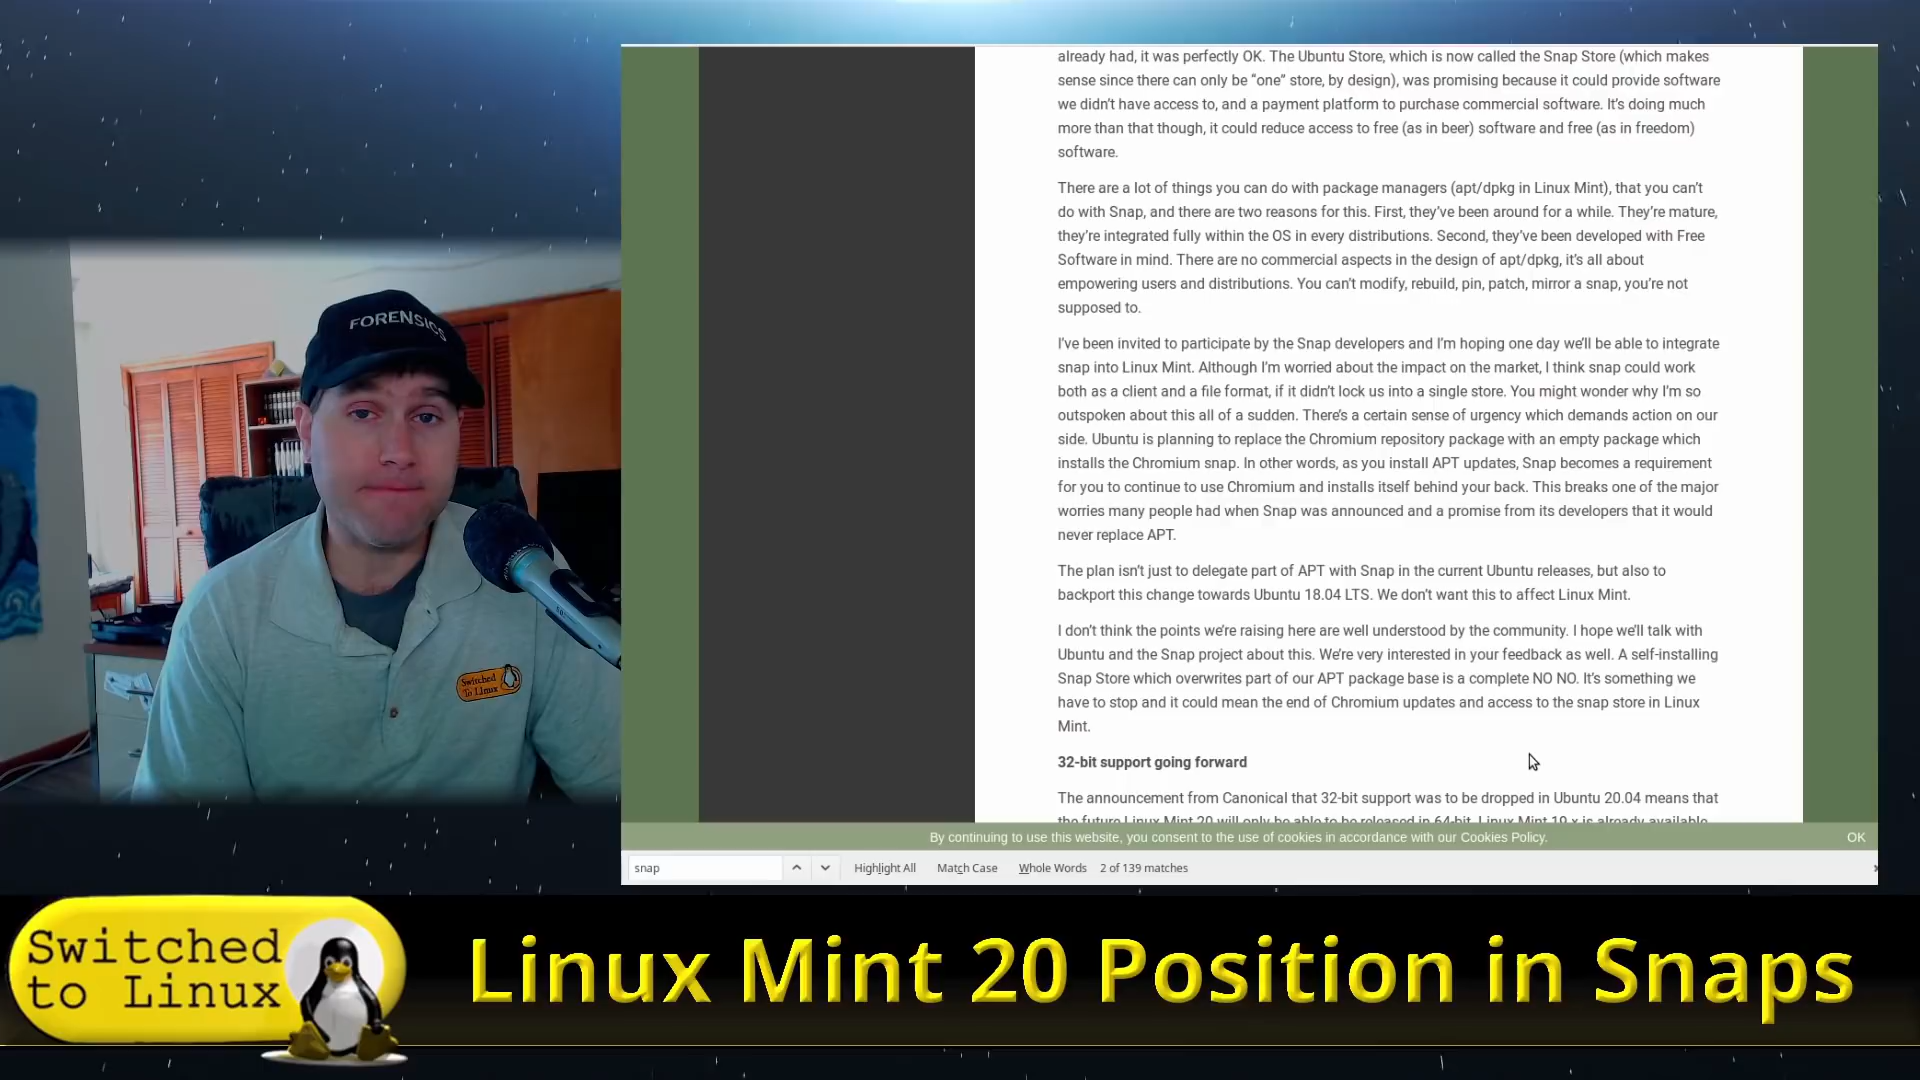 already had, it was perfectly OK. The Ubuntu Store, which is now called the Snap Store (which makes
sense since there can only be “one” store, by design), was promising because it could provide software
we didn’t have access to, and a payment platform to purchase commercial software. It’s doing much
more than that though, it could reduce access to free (as in beer) software and free (as in freedom)
software.
There are a lot of things you can do with package managers (apt/dpkg in Linux Mint), that you can’t
do with Snap, and there are two reasons for this. First, they’ve been around for a while. They’re mature,
they’re integrated fully within the OS in every distributions. Second, they’ve been developed with Free
Software in mind. There are no commercial aspects in the design of apt/dpkg, it’s all about
empowering users and distributions. You can’t modify, rebuild, pin, patch, mirror a snap, you’re not
supposed to.
I’ve been invited to participate by the Snap developers and I’m hoping one day we’ll be able to integrate
snap into Linux Mint. Although I’m worried about the impact on the market, I think snap could work
both as a client and a file format, if it didn’t lock us into a single store. You might wonder why I’m so
outspoken about this all of a sudden. There’s a certain sense of urgency which demands action on our
side. Ubuntu is planning to replace the Chromium repository package with an empty package which
installs the Chromium snap. In other words, as you install APT updates, Snap becomes a requirement
for you to continue to use Chromium and installs itself behind your back. This breaks one of the major
worries many people had when Snap was announced and a promise from its developers that it would
never replace APT.
The plan isn’t just to delegate part of APT with Snap in the current Ubuntu releases, but also to
backport this change towards Ubuntu 18.04 LTS. We don’t want this to affect Linux Mint.
I don’t think the points we’re raising here are well understood by the community. I hope we’ll talk with
Ubuntu and the Snap project about this. We’re very interested in your feedback as well. A self-installing
Snap Store which overwrites part of our APT package base is a complete NO NO. It’s something we
have to stop and it could mean the end of Chromium updates and access to the snap store in Linux
Mint.
32-bit support going forward
The announcement from Canonical that 32-bit support was to be dropped in Ubuntu 20.04 means that
the future Linux Mint 20 will only be able to be released in 64-bit. Linux Mint 19.x is already available
By continuing to use this website, you consent to the use of cookies in accordance with our Cookies Policy.
OK
snap
Highlight All
Match Case
Whole Words
2 of 139 matches
FORENSICS
Switched
To Linux
Switched
to Linux
Linux Mint 20 Position in Snaps